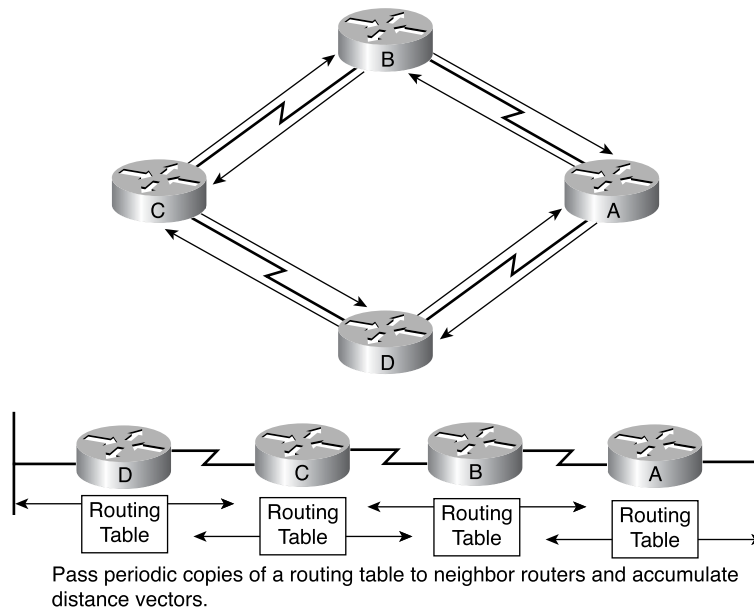 B
C
A
D
D
C
B
A
Routing
Table
Routing
Table
Routing
Table
Routing
Table
Pass periodic copies of a routing table to neighbor routers and accumulate
distance vectors.